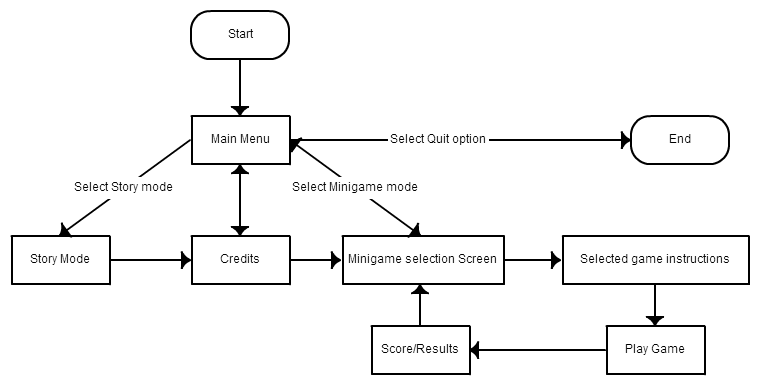 Start
Main Menu
Select Quit option
End
Select Story mode
Select Minigame mode
Story Mode
Credits
Minigame selection Screen
Selected game instructions
Score/Results
Play Game